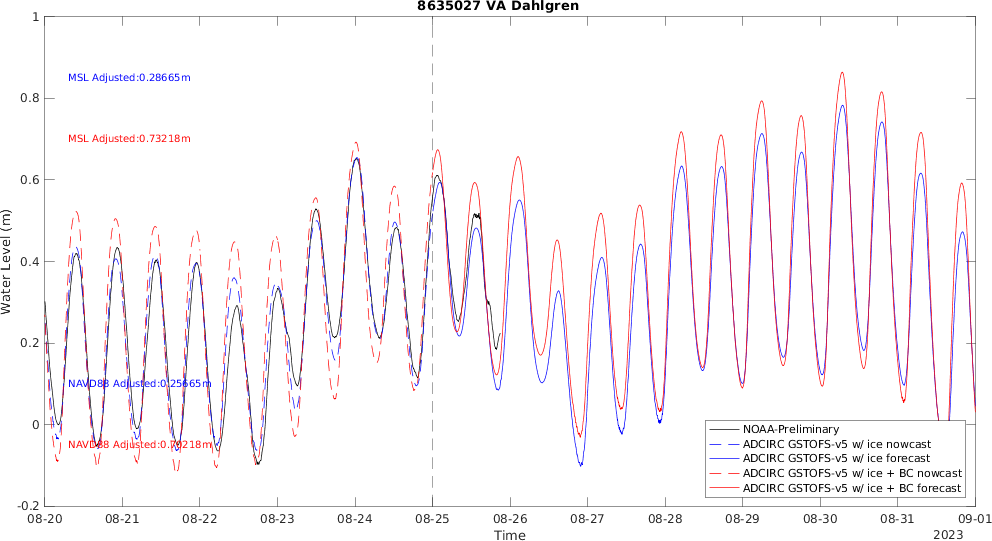 8635027 VA Dahlgren
1
0.8
0.6
0.4
0.2
0
-0.2
Water Level (m)
MSL Adjusted:0.28665m
MSL Adjusted:0.73218m
NAVD88 Adjusted:0.25665m
NAVD88 Adjusted:0.70218m
NOAA-Preliminary
ADCIRC GSTOFS-v5 w/ ice nowcast
ADCIRC GSTOFS-v5 w/ ice forecast
ADCIRC GSTOFS-v5 w/ ice + BC nowcast
ADCIRC GSTOFS-v5 w/ ice + BC forecast
08-20 08-21 08-22 08-23 08-24 08-25 08-26 08-27 08-28 08-29 08-30 08-31 09-01
Time
2023